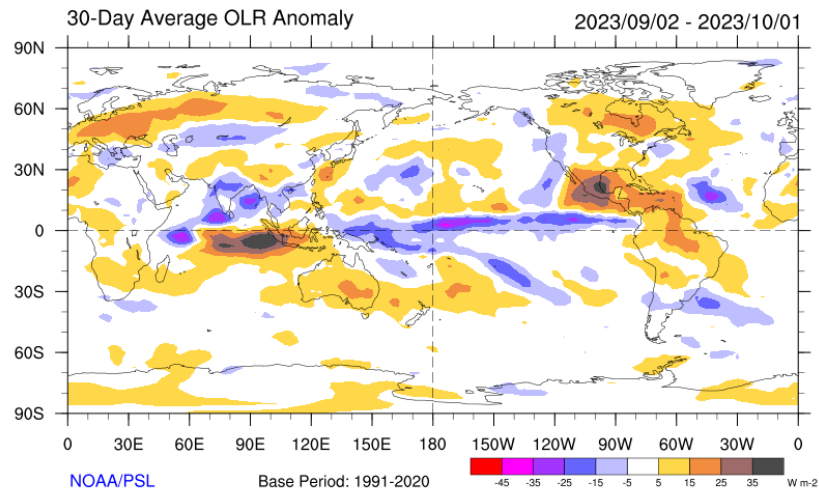 30-Day Average OLR Anomaly 2023/09/02 - 2023/10/01
90N
60N
30N
0
30S
60S
90S
0 30E 60E 90E 120E 150E 180 150W 120W 90W 60W 30W 0
NOAA/PSL Base Period: 1991-2020
-45 -35 -25 -15 -5 5 15 25 35 W m-2